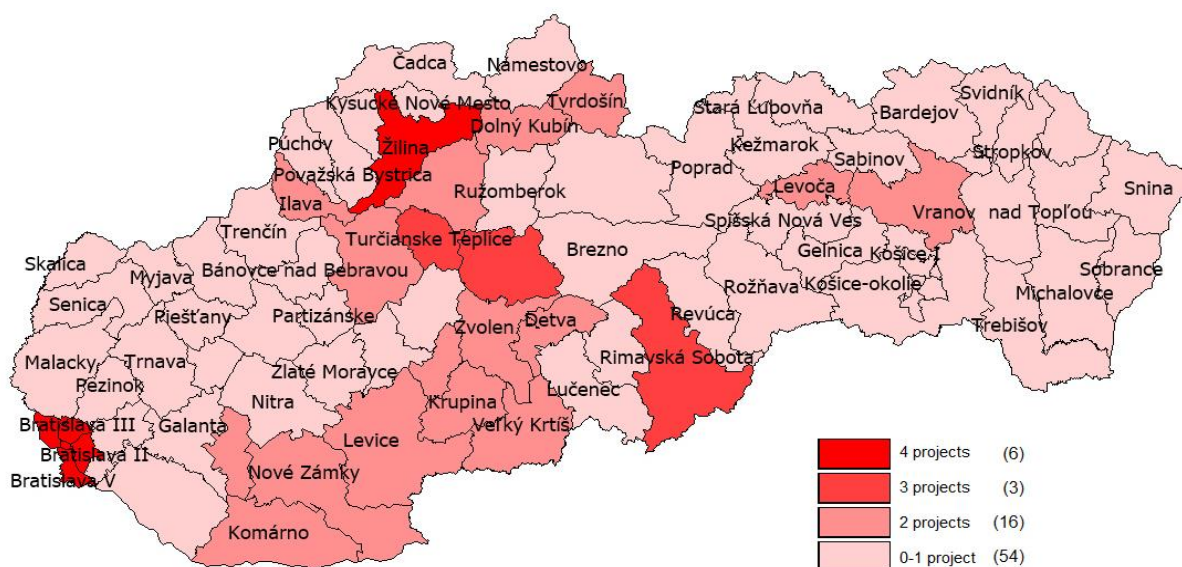 Čadca
Námestovo
Kysucké Nové Mesto
Tvrdošín
Dolný Kubín
Stará Ľubovňa
Svidník
Bardejov
Púchov
Žilina
Kežmarok
Stropkov
Sabinov
Považská Bystrica
Poprad
Ružomberok
Levoča
Snina
Ilava
Vranov nad Topľou
Trenčín
Turčianske Teplice
Spišská Nová Ves
Brezno
Gelnica
Košice I
Skalica
Myjava
Bánovce nad Bebravou
Sobrance
Rožňava
Košice-okolie
Senica
Michalovce
Piešťany
Partizánske
Revúca
Zvolen
Detva
Trebišov
Malacky
Trnava
Rimavská Sobota
Pezinok
Zlaté Moravce
Lučenec
Nitra
Krupina
Bratislava III
Galanta
Veľký Krtíš
Levice
Bratislava II
Nové Zámky
Bratislava V
Komárno
4 projects (6)
3 projects (3)
2 projects (16)
0-1 project (54)